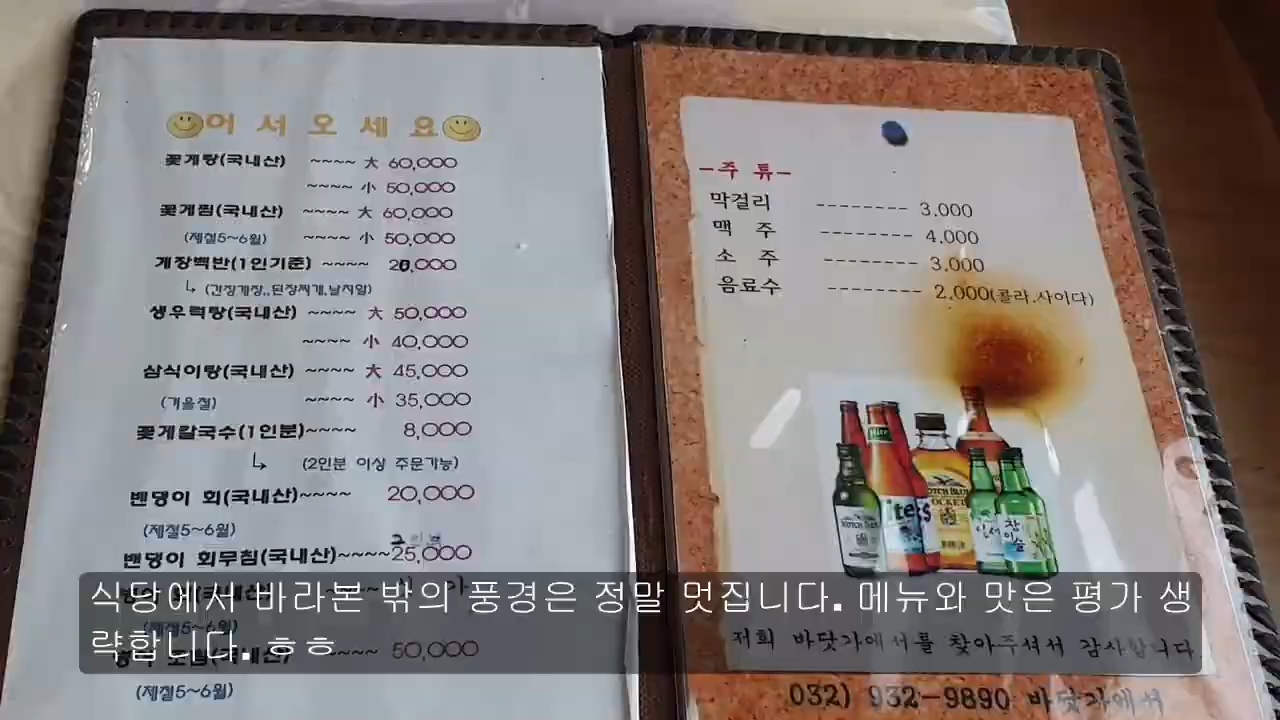 어서오세요
꽃게탕(국내산) ~~~~ 大 60,000
~~~~ 小 50,000
꽃게찜(국내산) ~~~~ 大 60,000
(제철5~6월) ~~~~ 小 50,000
게장백반(1인기준) ~~~~ 20,000
↳ (간장게장,,된장찌개,날치알)
생우럭탕(국내산) ~~~~ 大 50,000
~~~~ 小 40,000
삼식이탕(국내산) ~~~~ 大 45,000
(겨울철) ~~~~ 小 35,000
꽃게칼국수(1인분)~~~~ 8,000
↳ (2인분 이상 주문가능)
밴댕이 회(국내산)~~~~ 20,000
(제철5~6월)
밴댕이 회무침(국내산)~~~~25,000
(제철5~6월)
~~~~ 50,000
(제철5~6월)
-주 류-
막걸리 -------- 3,000
맥 주 -------- 4,000
소 주 -------- 3,000
음료수 -------- 2,000(콜라,사이다)
Hite
참이슬
저희 바닷가에서를 찾아주셔서 감사합니다
032) 932-9890 바닷가에서
식당에서 바라본 밖의 풍경은 정말 멋집니다. 메뉴와 맛은 평가 생
략합니다. ㅎㅎ